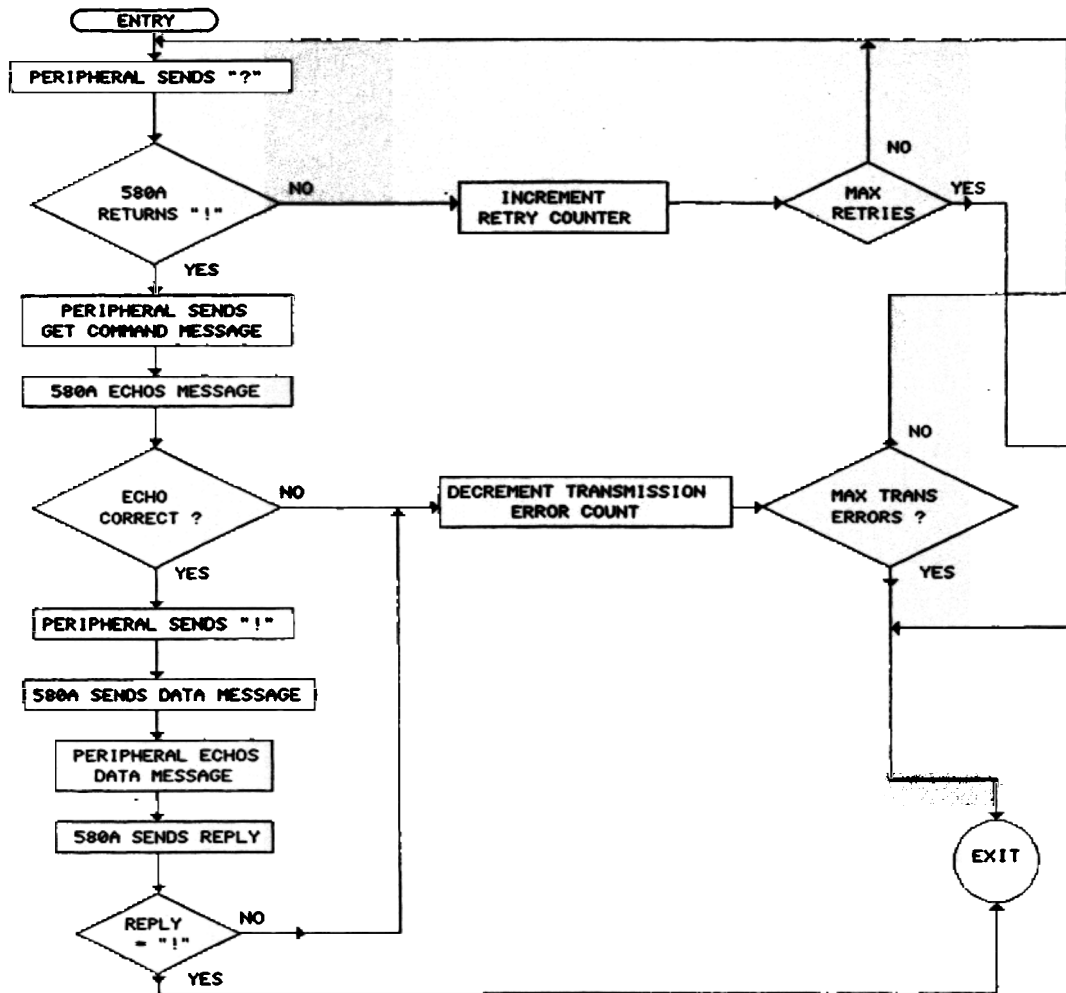 ENTRY
PERIPHERAL SENDS "?"
580A
RETURNS "!"
NO
INCREMENT
RETRY COUNTER
MAX
RETRIES
NO
YES
YES
PERIPHERAL SENDS
GET COMMAND MESSAGE
580A ECHOS MESSAGE
ECHO
CORRECT ?
NO
DECREMENT TRANSMISSION
ERROR COUNT
MAX TRANS
ERRORS ?
NO
YES
YES
PERIPHERAL SENDS "!"
580A SENDS DATA MESSAGE
PERIPHERAL ECHOS
DATA MESSAGE
580A SENDS REPLY
REPLY
= "!"
NO
YES
EXIT